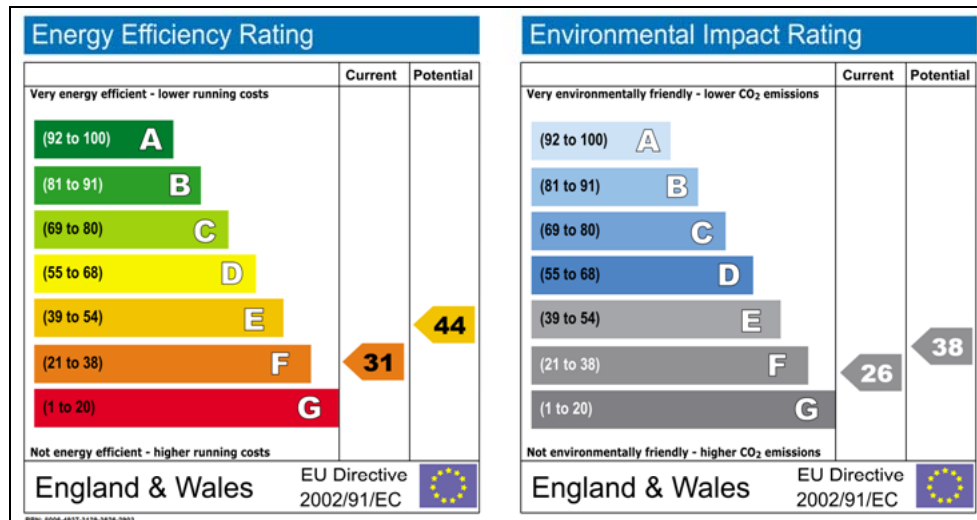 Energy Efficiency Rating
Current Potential
Very energy efficient - lower running costs
(92 to 100) A
(81 to 91) B
(69 to 80) C
(55 to 68) D
(39 to 54) E
44
(21 to 38) F
31
(1 to 20) G
Not energy efficient - higher running costs
England & Wales
EU Directive
2002/91/EC
Environmental Impact Rating
Current Potential
Very environmentally friendly - lower CO₂ emissions
(92 to 100) A
(81 to 91) B
(69 to 80) C
(55 to 68) D
(39 to 54) E
38
(21 to 38) F
26
(1 to 20) G
Not environmentally friendly - higher CO₂ emissions
England & Wales
EU Directive
2002/91/EC